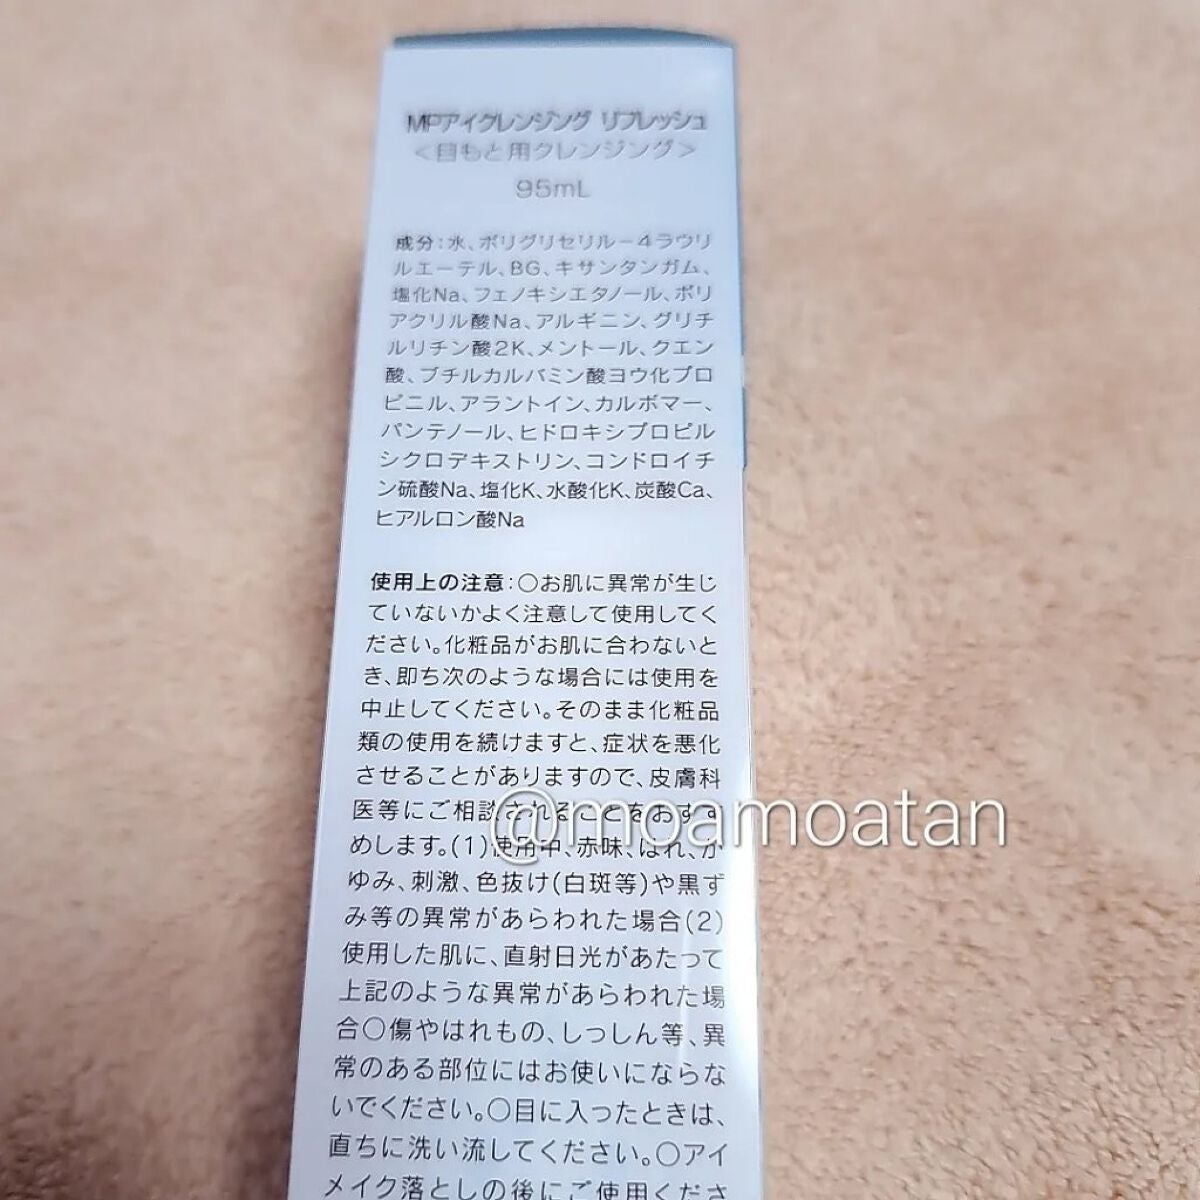 MPアイクレンジング リフレッシュ
＜目もと用クレンジング＞
95mL
成分：水、ポリグリセリル－4ラウリ
ルエーテル、BG、キサンタンガム、
塩化Na、フェノキシエタノール、ポリ
アクリル酸Na、アルギニン、グリチ
ルリチン酸2K、メントール、クエン
酸、ブチルカルバミン酸ヨウ化プロ
ピニル、アラントイン、カルボマー、
パンテノール、ヒドロキシプロピル
シクロデキストリン、コンドロイチ
ン硫酸Na、塩化K、水酸化K、炭酸Ca、
ヒアルロン酸Na
使用上の注意：○お肌に異常が生じ
ていないかよく注意して使用してく
ださい。化粧品がお肌に合わないと
き、即ち次のような場合には使用を
中止してください。そのまま化粧品
類の使用を続けますと、症状を悪化
させることがありますので、皮膚科
医等にご相談されることをおすす
めします。(1)使用中、赤味、はれ、か
ゆみ、刺激、色抜け(白斑等)や黒ず
み等の異常があらわれた場合(2)
使用した肌に、直射日光があたって
上記のような異常があらわれた場
合○傷やはれもの、しっしん等、異
常のある部位にはお使いにならな
いでください。○目に入ったときは、
直ちに洗い流してください。○アイ
メイク落としの後にご使用くださ
@moamoatan